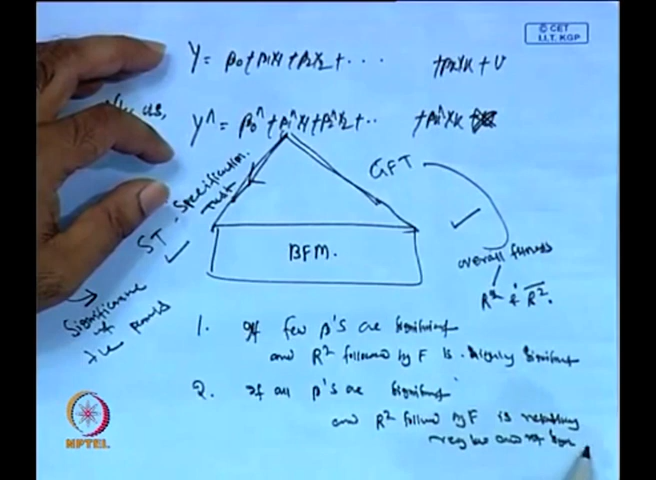 © CET
I.I.T. KGP
Y = β0 + β1X1 + β2X2 + · · · + βkXk + U
Y^ = β0^ + β1^X1 + β2^X2 + · · + βk^Xk
GFT
ST - Specification Test
BFM.
overall fitness
R² & R̅².
Significance of the
1. If few β's are significant
and R² followed by F is highly significant
2. If all β's are significant
and R² followed by F is
and
NPTEL